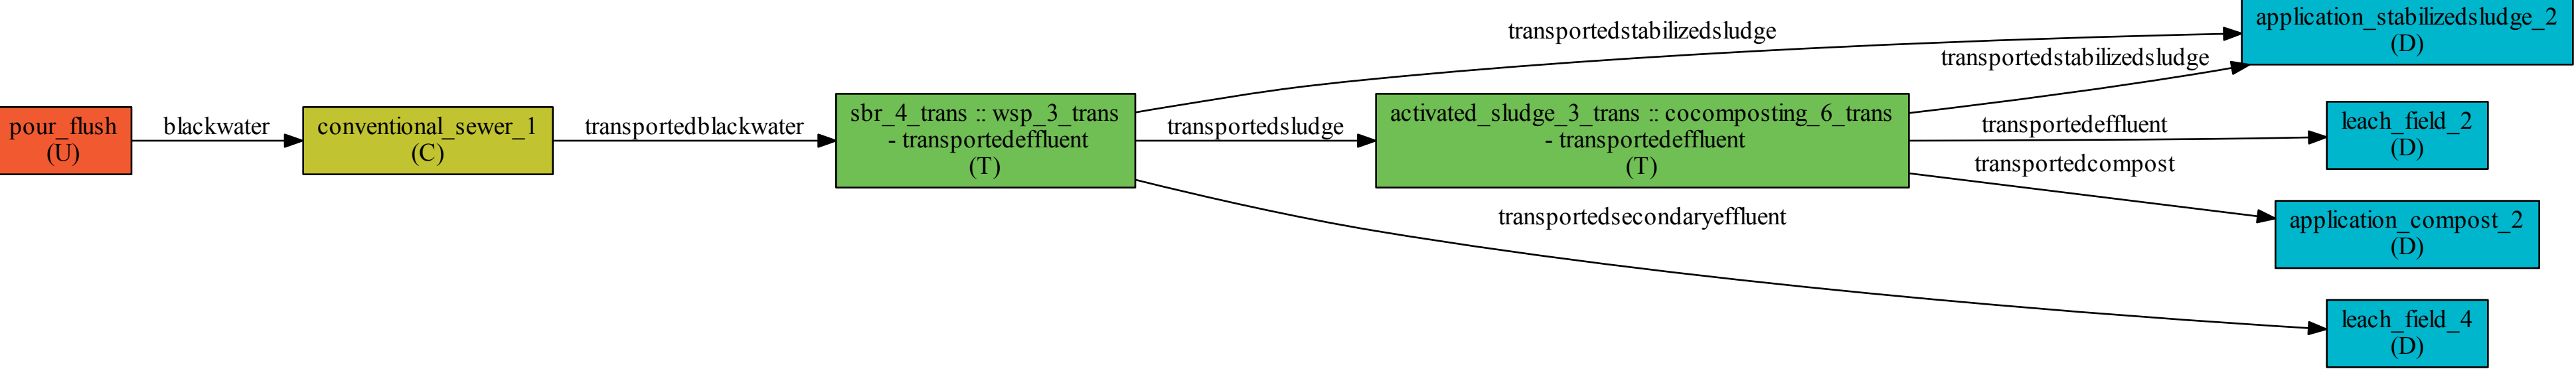 pour_flush
(U)
blackwater
conventional_sewer_1
(C)
transportedblackwater
sbr_4_trans :: wsp_3_trans
- transportedeffluent
(T)
transportedstabilizedsludge
transportedsludge
transportedsecondaryeffluent
activated_sludge_3_trans :: cocomposting_6_trans
- transportedeffluent
(T)
transportedstabilizedsludge
transportedeffluent
transportedcompost
application_stabilizedsludge_2
(D)
leach_field_2
(D)
application_compost_2
(D)
leach_field_4
(D)